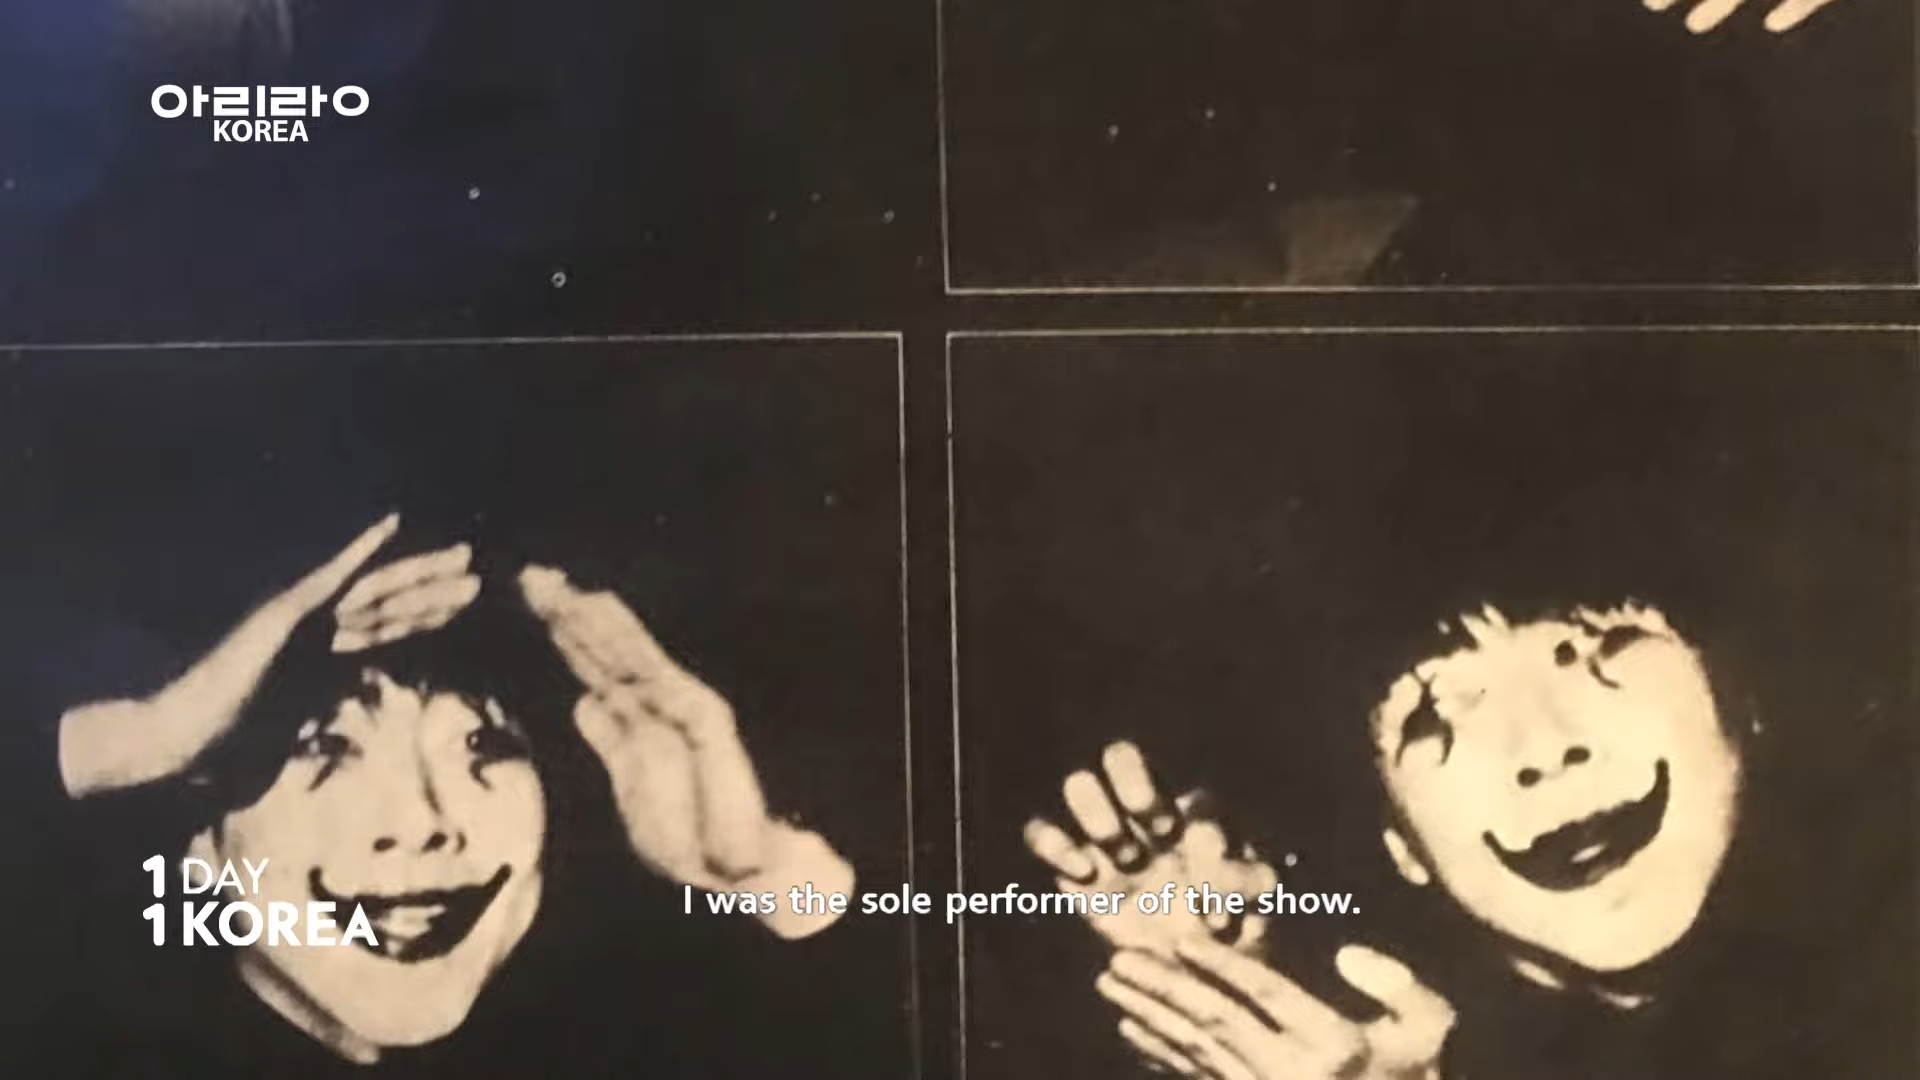 아리랑
KOREA
1 DAY
1 KOREA
I was the sole performer of the show.